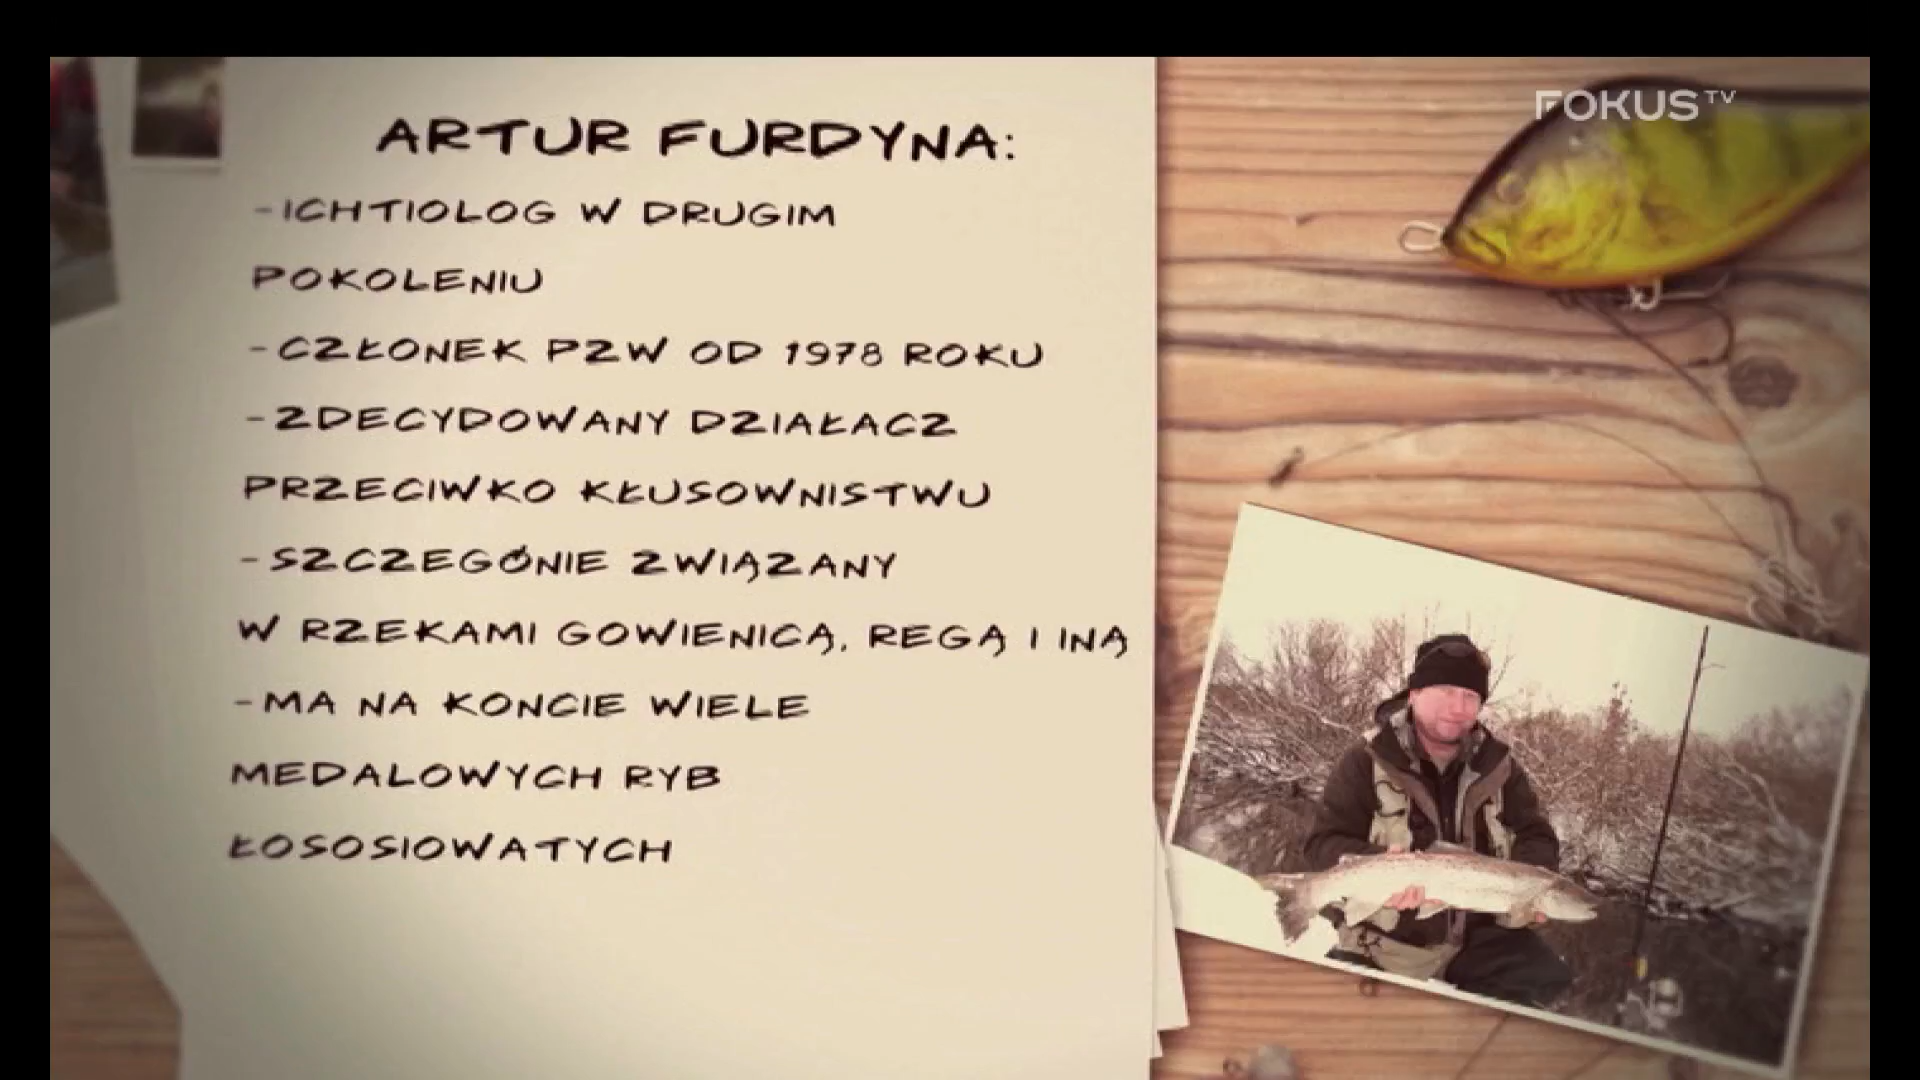 FOKUS TV
ARTUR FURDYNA:
-ICHTIOLOG W DRUGIM
POKOLENIU
-CZŁONEK PZW OD 1978 ROKU
-ZDECYDOWANY DZIAŁACZ
PRZECIWKO KŁUSOWNISTWU
-SZCZEGÓNIE ZWIĄZANY
W RZEKAMI GOWIENICĄ, REGĄ I INĄ
-MA NA KONCIE WIELE
MEDALOWYCH RYB
ŁOSOSIOWATYCH